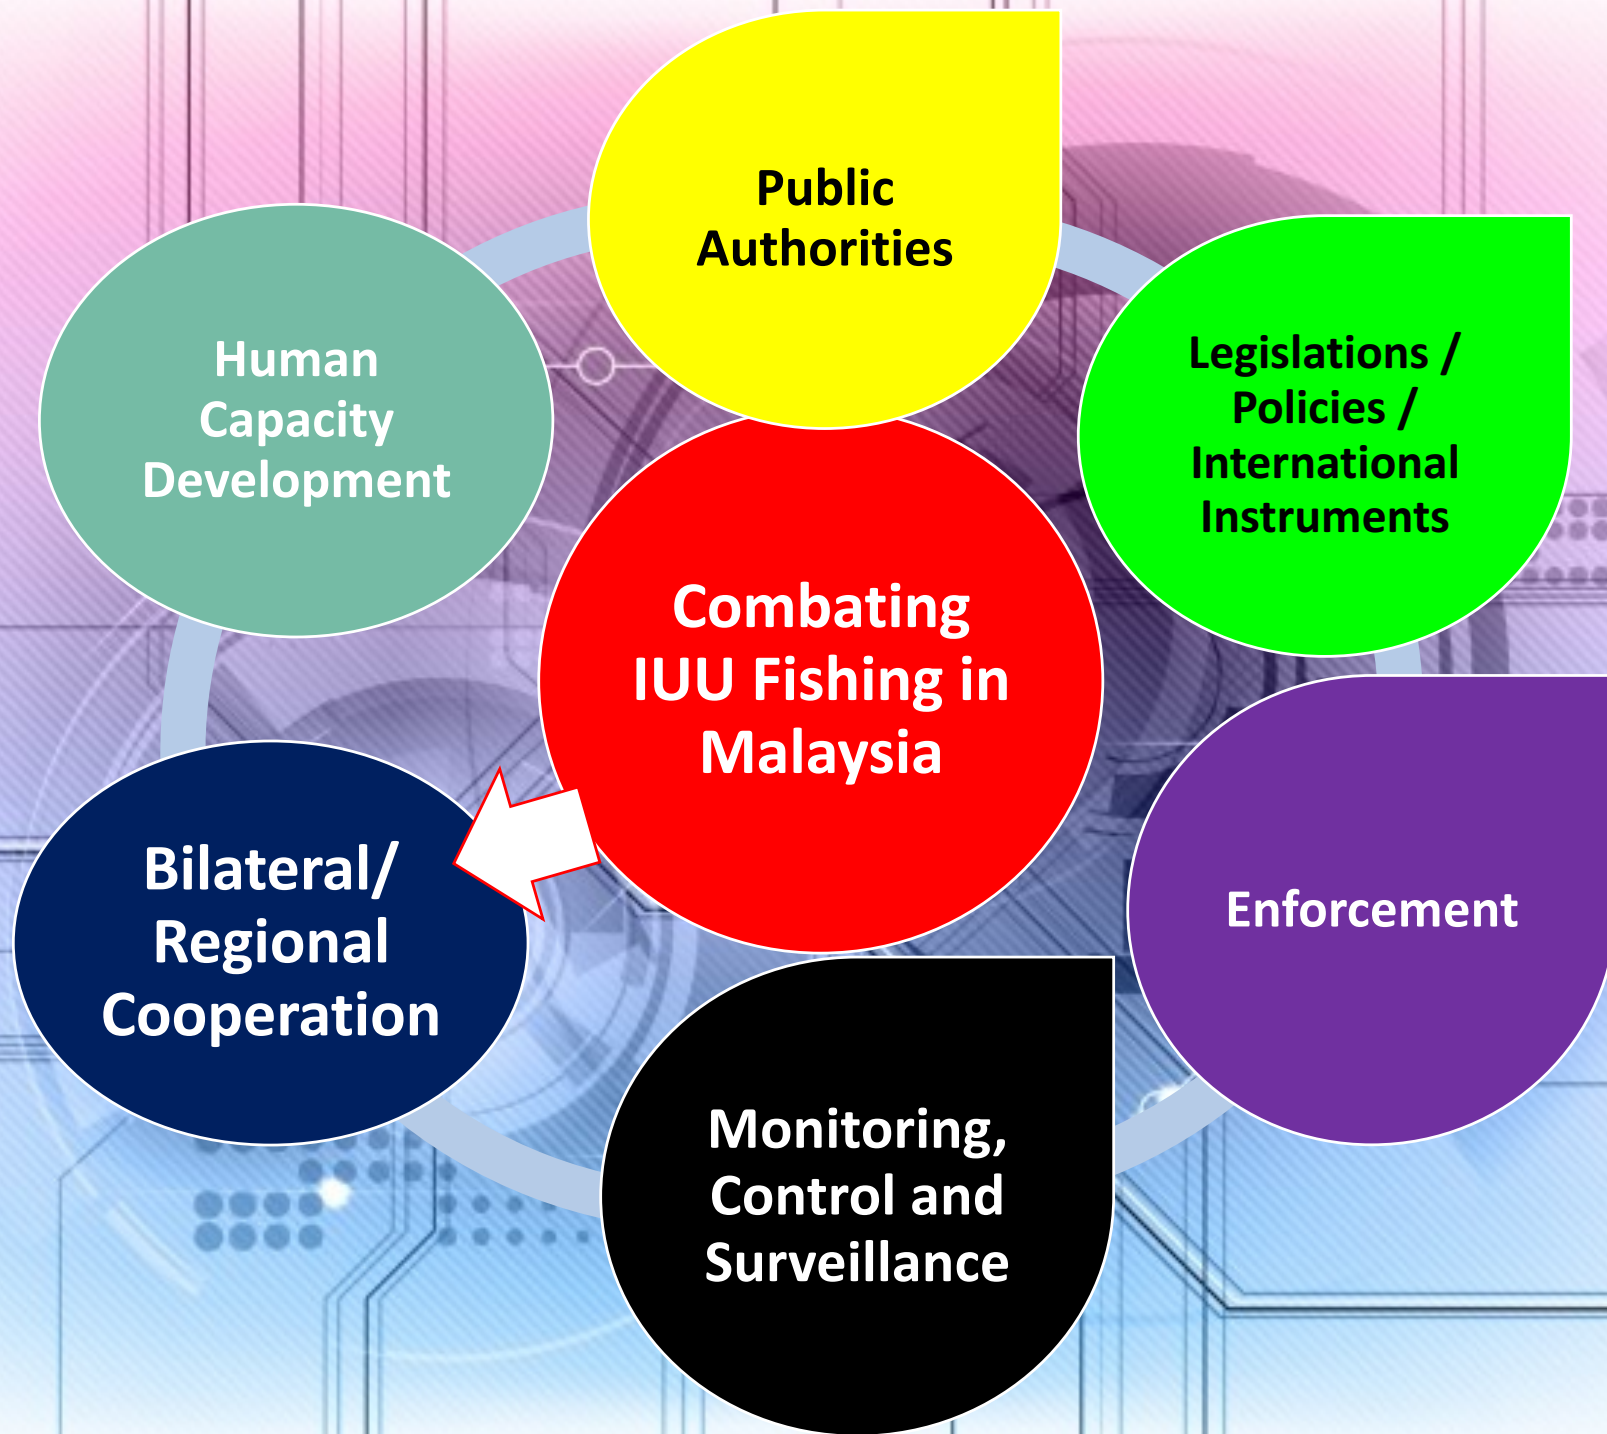 Public
Authorities
Legislations /
Policies /
International
Instruments
Human
Capacity
Development
Combating
IUU Fishing in
Malaysia
Enforcement
Bilateral/
Regional
Cooperation
Monitoring,
Control and
Surveillance